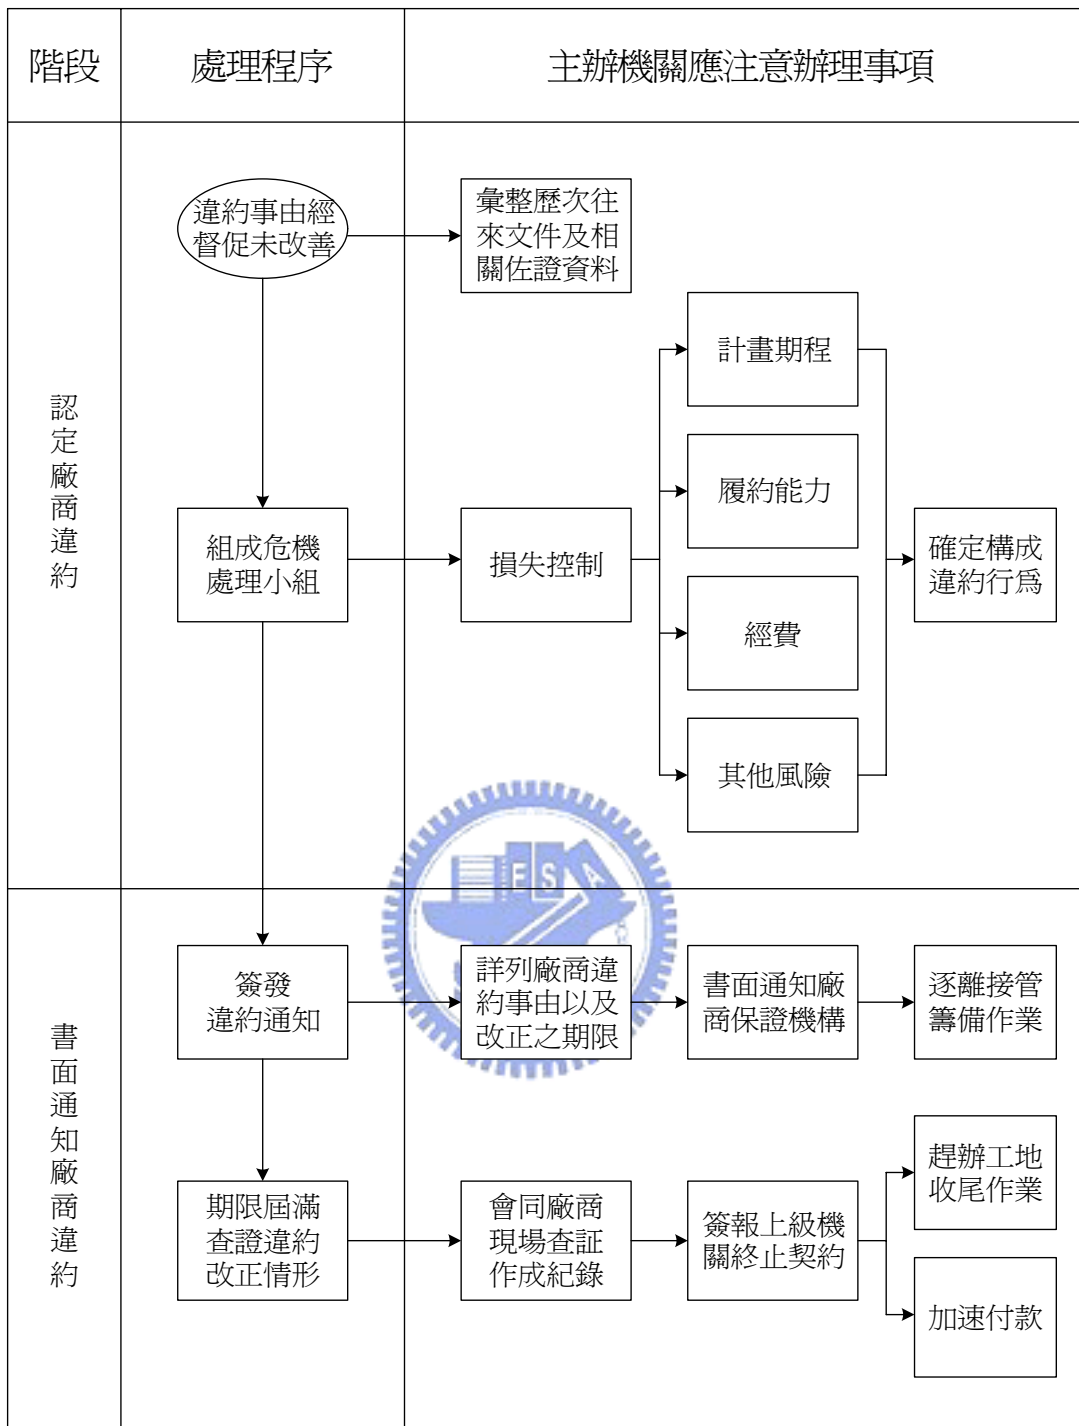 階段
處理程序
主辦機關應注意辦理事項
認定廠商違約
違約事由經
督促未改善
彙整歷次往
來文件及相
關佐證資料
計畫期程
履約能力
組成危機
處理小組
損失控制
確定構成
違約行為
經費
其他風險
E S A
書面通知廠商違約
簽發
違約通知
詳列廠商違
約事由以及
改正之期限
書面通知廠
商保證機構
逐離接管
籌備作業
期限屆滿
查證違約
改正情形
會同廠商
現場查証
作成紀錄
簽報上級機
關終止契約
趕辦工地
收尾作業
加速付款